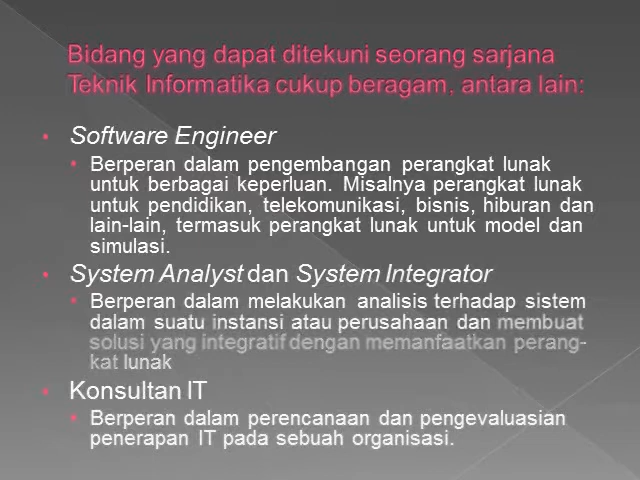 Bidang yang dapat ditekuni seorang sarjana
Teknik Informatika cukup beragam, antara lain:
• Software Engineer
• Berperan dalam pengembangan perangkat lunak
untuk berbagai keperluan. Misalnya perangkat lunak
untuk pendidikan, telekomunikasi, bisnis, hiburan dan
lain-lain, termasuk perangkat lunak untuk model dan
simulasi.
• System Analyst dan System Integrator
• Berperan dalam melakukan analisis terhadap sistem
dalam suatu instansi atau perusahaan dan membuat
solusi yang integratif dengan memanfaatkan perang-
kat lunak
• Konsultan IT
• Berperan dalam perencanaan dan pengevaluasian
penerapan IT pada sebuah organisasi.